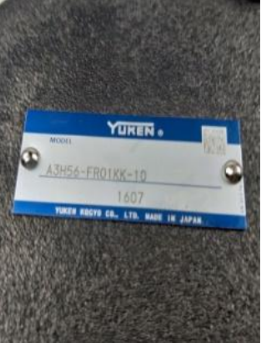 YUKEN ®
MODEL
A3H56-FR01KK-10
1607
YUKEN KOGYO CO., LTD. MADE IN JAPAN